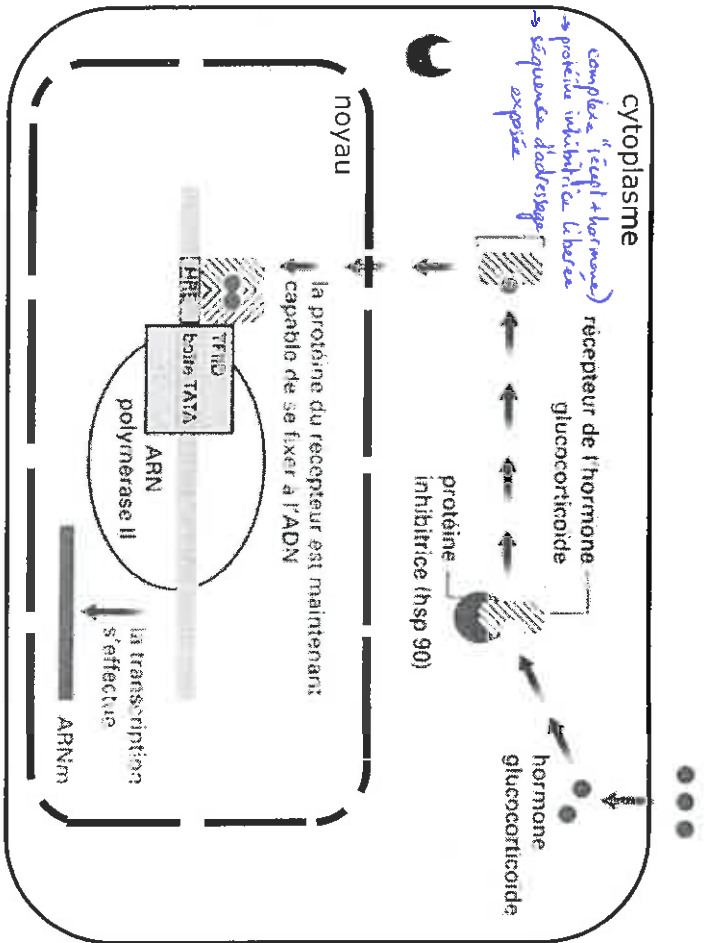 cytoplasme
complexe "récept + hormone)
→ protéine inhibitrice libérée
→ séquence d'adressage
exposée
récepteur de l'hormone
glucocorticoïde
protéine
inhibitrice (hsp 90)
hormone
glucocorticoïde
noyau
la protéine du récepteur est maintenant
capable de se fixer à l'ADN
HRE
TFIID
boîte TATA
ARN
polymérase II
la transcription
s'effectue
ARNm